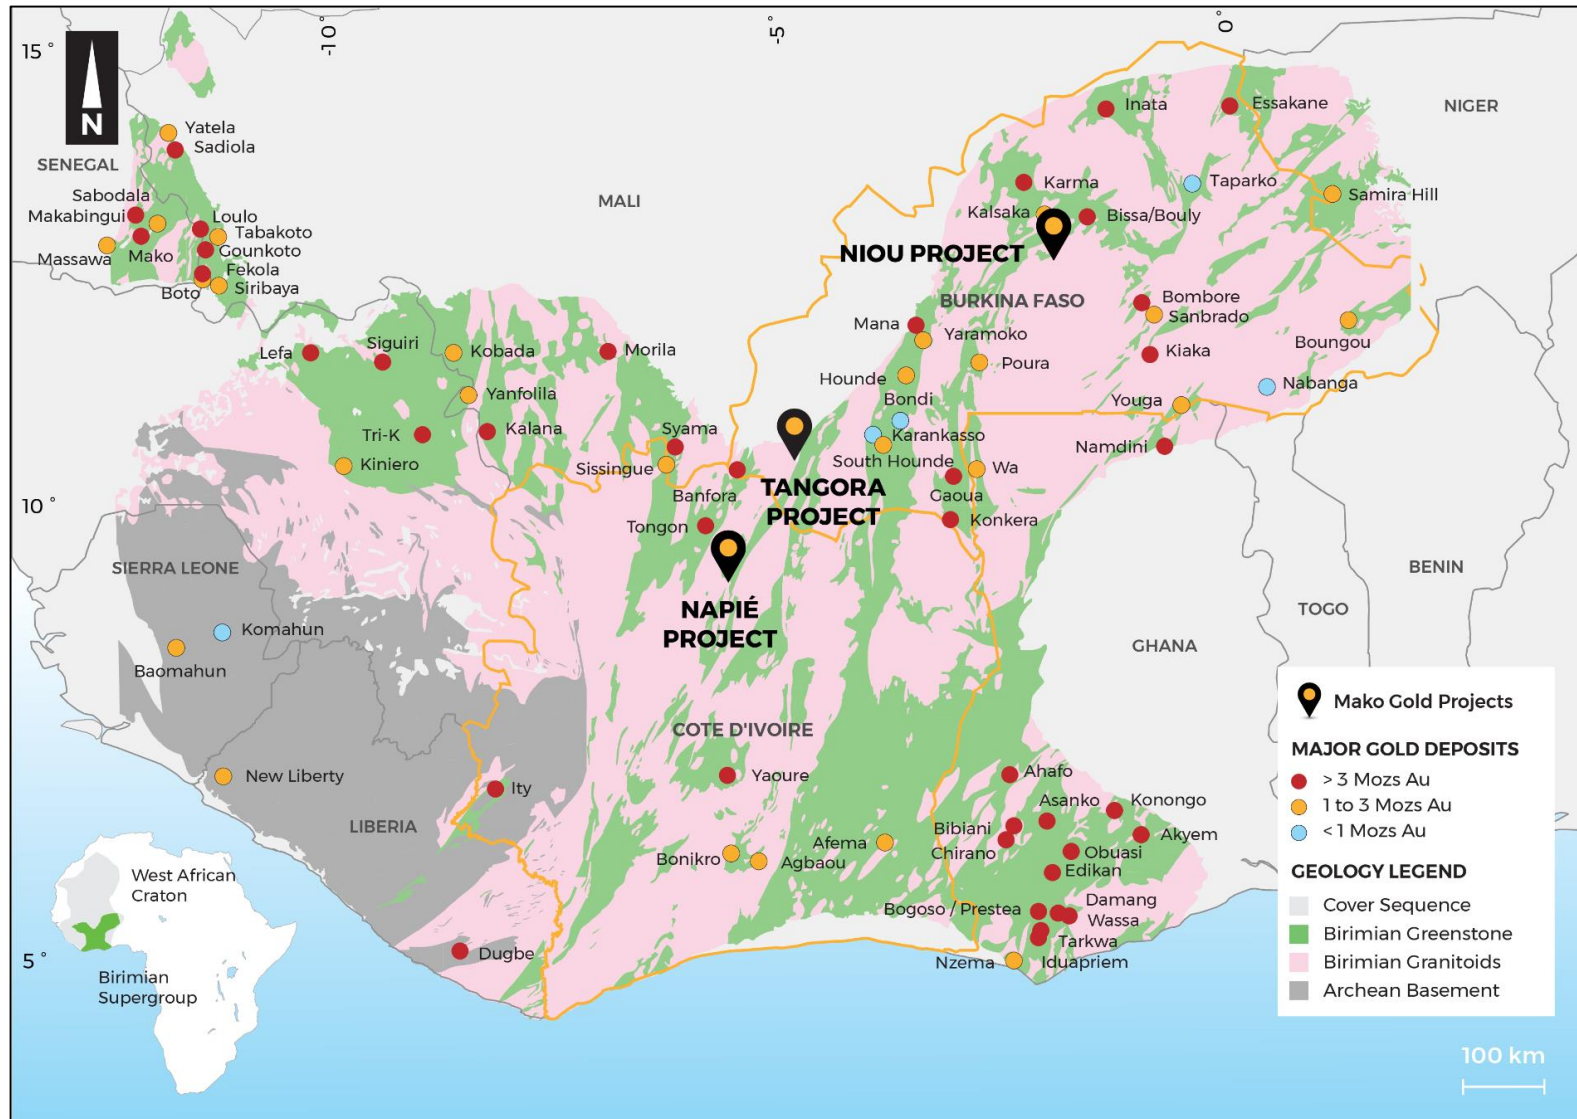 -10°
-5°
0°
15°
10°
5°
N
SENEGAL
MALI
NIGER
BURKINA FASO
SIERRA LEONE
LIBERIA
COTE D'IVOIRE
GHANA
TOGO
BENIN
Yatela
Sadiola
Sabodala
Makabingui
Massawa
Mako
Loulo
Tabakoto
Gounkoto
Fekola
Boto
Siribaya
Lefa
Siguiri
Kobada
Morila
Yanfolila
Tri-K
Kalana
Kiniero
Syama
Sissingue
Banfora
Tongon
Inata
Essakane
Karma
Taparko
Samira Hill
Kalsaka
Bissa/Bouly
NIOU PROJECT
Bombore
Sanbrado
Mana
Yaramoko
Boungou
Kiaka
Poura
Hounde
Nabanga
Bondi
Youga
Karankasso
South Hounde
Namdini
Wa
Gaoua
Konkera
TANGORA
PROJECT
NAPIÉ
PROJECT
Komahun
Baomahun
New Liberty
Ity
Dugbe
Yaoure
Bonikro
Agbaou
Afema
Ahafo
Asanko
Konongo
Bibiani
Akyem
Chirano
Obuasi
Edikan
Bogoso / Prestea
Damang
Wassa
Tarkwa
Nzema
Iduapriem
West African
Craton
Birimian
Supergroup
Mako Gold Projects
MAJOR GOLD DEPOSITS
> 3 Mozs Au
1 to 3 Mozs Au
< 1 Mozs Au
GEOLOGY LEGEND
Cover Sequence
Birimian Greenstone
Birimian Granitoids
Archean Basement
100 km